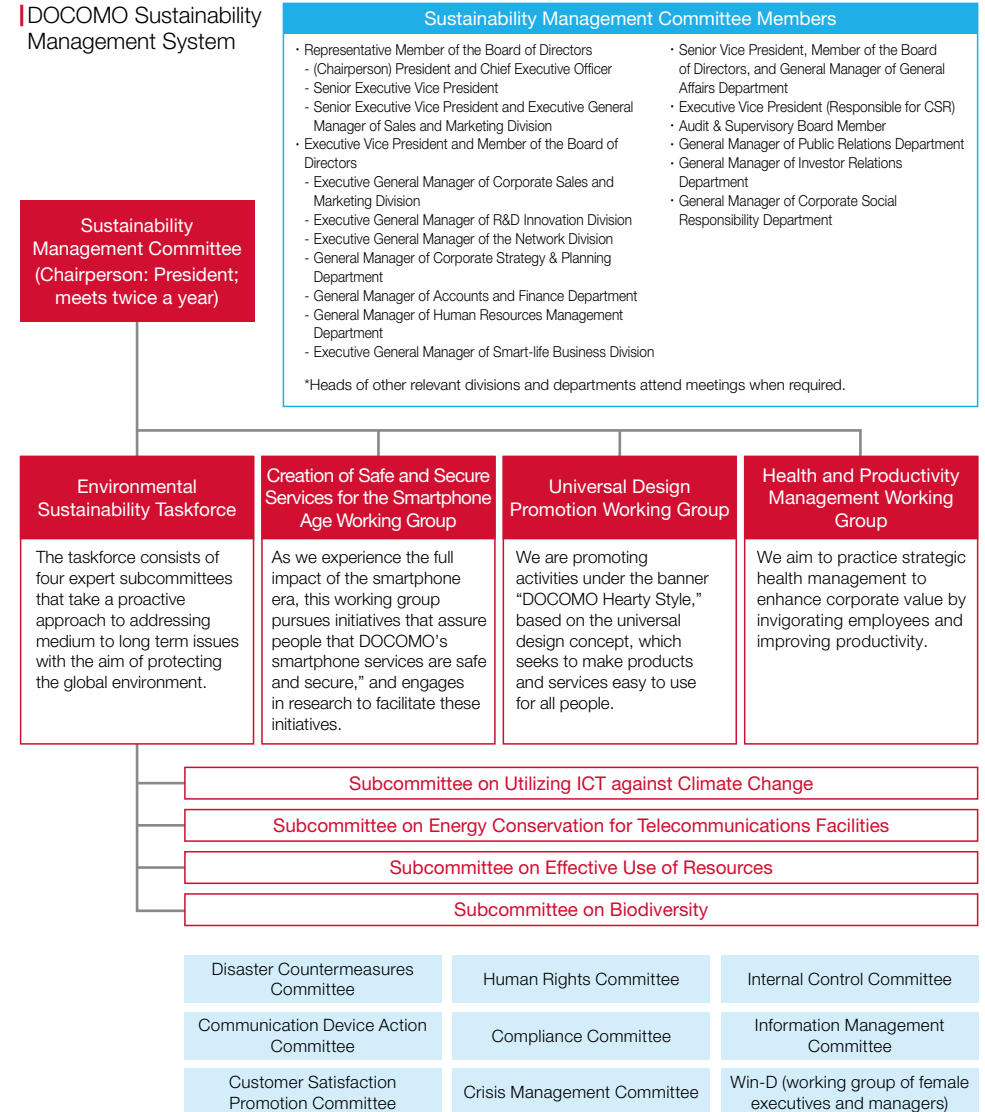 DOCOMO Sustainability
Management System
Sustainability Management Committee Members
・Representative Member of the Board of Directors
- (Chairperson) President and Chief Executive Officer
- Senior Executive Vice President
- Senior Executive Vice President and Executive General
Manager of Sales and Marketing Division
・Executive Vice President and Member of the Board of
Directors
- Executive General Manager of Corporate Sales and
Marketing Division
- Executive General Manager of R&D Innovation Division
- Executive General Manager of the Network Division
- General Manager of Corporate Strategy & Planning
Department
- General Manager of Accounts and Finance Department
- General Manager of Human Resources Management
Department
- Executive General Manager of Smart-life Business Division
・Senior Vice President, Member of the Board
of Directors, and General Manager of General
Affairs Department
・Executive Vice President (Responsible for CSR)
・Audit & Supervisory Board Member
・General Manager of Public Relations Department
・General Manager of Investor Relations
Department
・General Manager of Corporate Social
Responsibility Department
*Heads of other relevant divisions and departments attend meetings when required.
Sustainability
Management Committee
(Chairperson: President;
meets twice a year)
Environmental
Sustainability Taskforce
The taskforce consists of
four expert subcommittees
that take a proactive
approach to addressing
medium to long term issues
with the aim of protecting
the global environment.
Creation of Safe and Secure
Services for the Smartphone
Age Working Group
As we experience the full
impact of the smartphone
era, this working group
pursues initiatives that assure
people that DOCOMO's
smartphone services are safe
and secure,” and engages
in research to facilitate these
initiatives.
Universal Design
Promotion Working Group
We are promoting
activities under the banner
“DOCOMO Hearty Style,”
based on the universal
design concept, which
seeks to make products
and services easy to use
for all people.
Health and Productivity
Management Working
Group
We aim to practice strategic
health management to
enhance corporate value by
invigorating employees and
improving productivity.
Subcommittee on Utilizing ICT against Climate Change
Subcommittee on Energy Conservation for Telecommunications Facilities
Subcommittee on Effective Use of Resources
Subcommittee on Biodiversity
Disaster Countermeasures
Committee
Human Rights Committee
Internal Control Committee
Communication Device Action
Committee
Compliance Committee
Information Management
Committee
Customer Satisfaction
Promotion Committee
Crisis Management Committee
Win-D (working group of female
executives and managers)